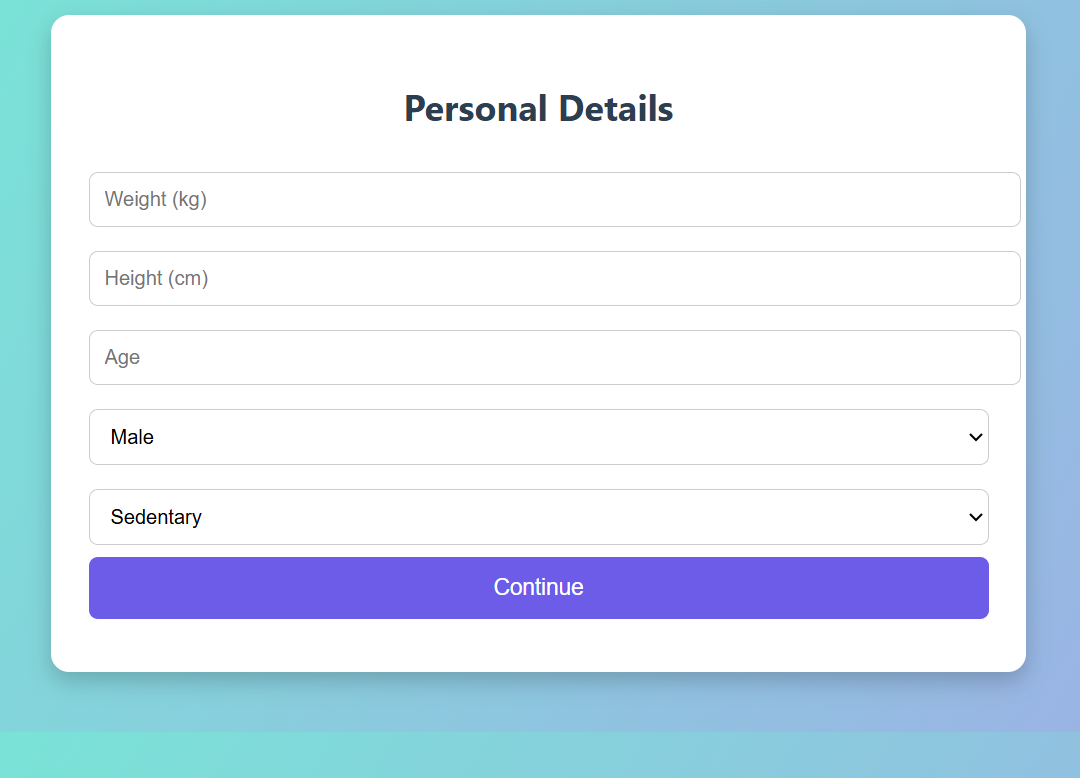 Personal Details
Weight (kg)
Height (cm)
Age
Male
Sedentary
Continue